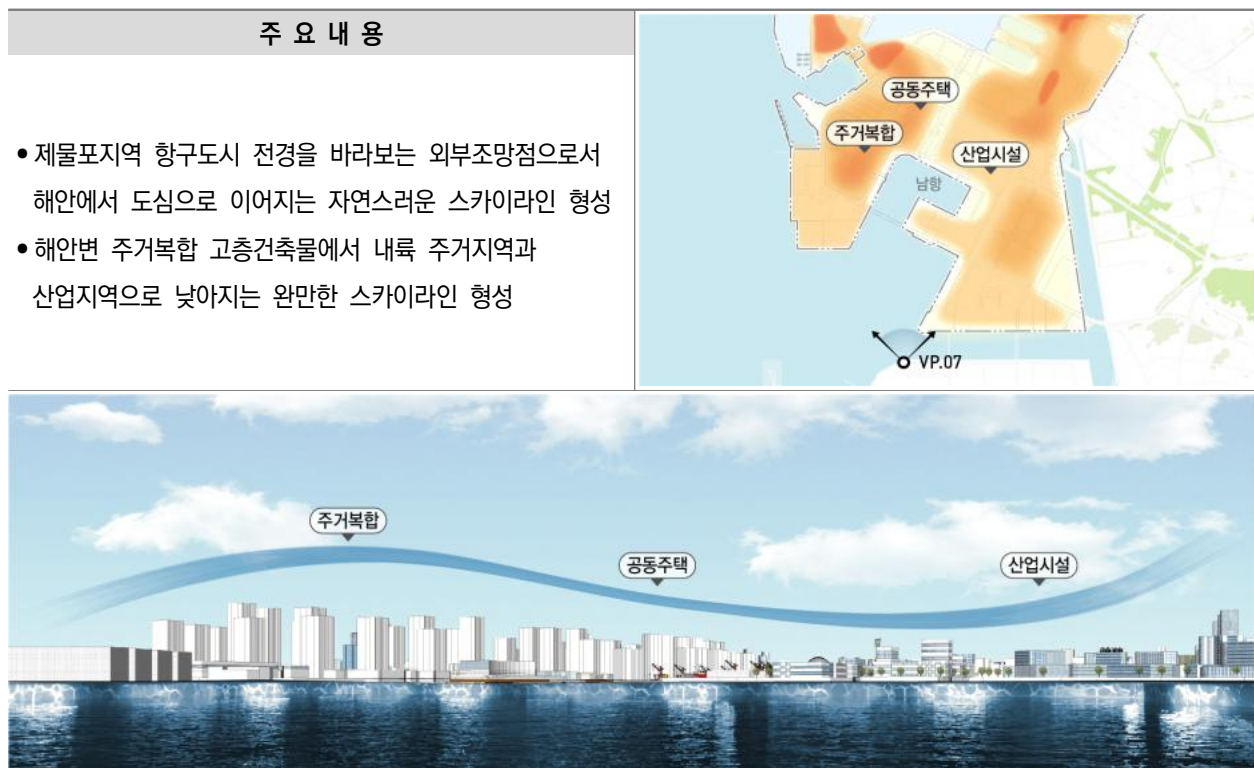 주 요 내 용
• 제물포지역 항구도시 전경을 바라보는 외부조망점으로서
해안에서 도심으로 이어지는 자연스러운 스카이라인 형성
• 해안변 주거복합 고층건축물에서 내륙 주거지역과
산업지역으로 낮아지는 완만한 스카이라인 형성
공동주택
주거복합
산업시설
남항
VP.07
주거복합
공동주택
산업시설